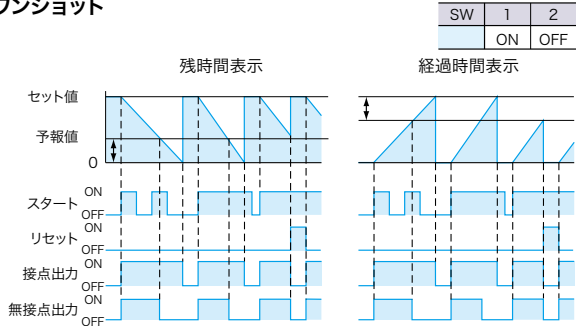 ワンショット
SW 1 2
ON OFF
残時間表示
経過時間表示
セット値
予報値
0
スタート ON
OFF
リセット ON
OFF
接点出力 ON
OFF
無接点出力 ON
OFF